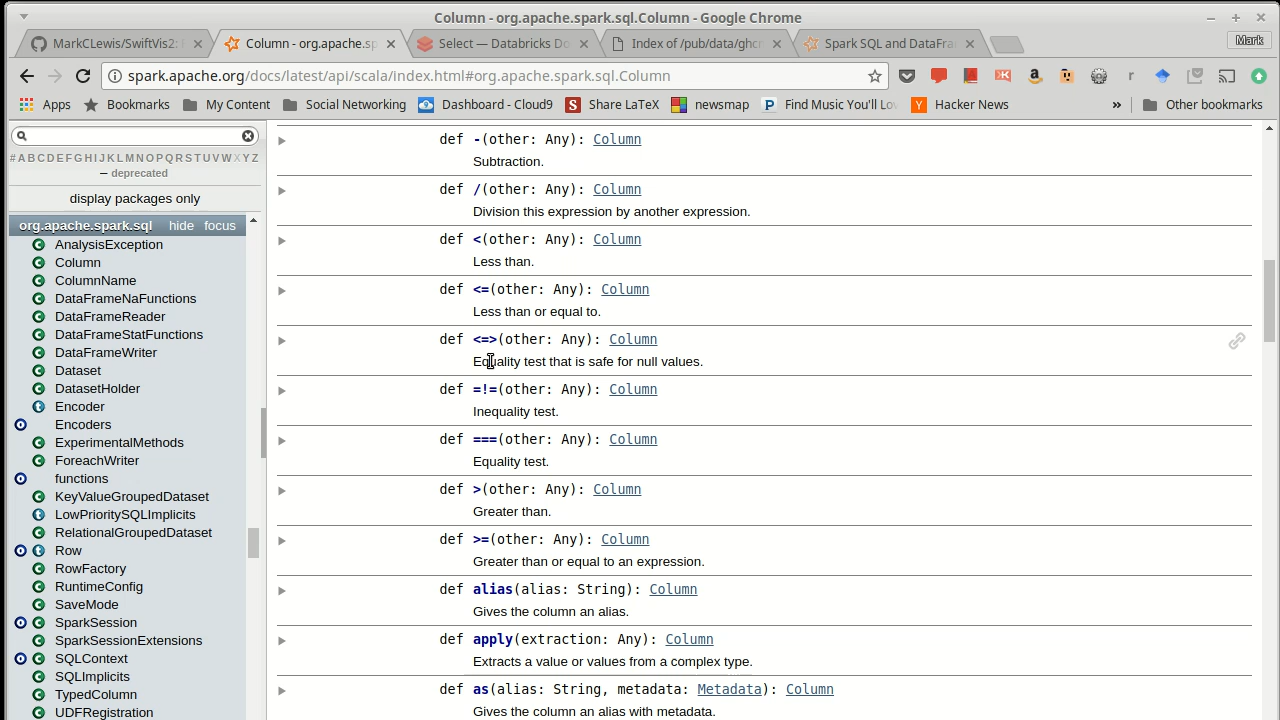 Column - org.apache.spark.sql.Column - Google Chrome
MarkCLewis/SwiftVis2:
Column - org.apache.sp
Select — Databricks Do
Index of /pub/data/ghcn
Spark SQL and DataFra
Mark
spark.apache.org/docs/latest/api/scala/index.html#org.apache.spark.sql.Column
Apps Bookmarks My Content Social Networking Dashboard - Cloud9 Share LaTeX Find Music You'll Lo Hacker News » Other bookmarks
#ABCDEFGHIJKLMNOPQRSTUVWXYZ
– deprecated
display packages only
org.apache.spark.sql hide focus
AnalysisException
Column
ColumnName
DataFrameNaFunctions
DataFrameReader
DataFrameStatFunctions
DataFrameWriter
Dataset
DatasetHolder
Encoder
Encoders
ExperimentalMethods
ForeachWriter
functions
KeyValueGroupedDataset
LowPrioritySQLImplicits
RelationalGroupedDataset
Row
RowFactory
RuntimeConfig
SaveMode
SparkSession
SparkSessionExtensions
SQLContext
SQLImplicits
TypedColumn
UDFRegistration
def -(other: Any): Column
Subtraction.
def /(other: Any): Column
Division this expression by another expression.
def <(other: Any): Column
Less than.
def <=(other: Any): Column
Less than or equal to.
def <=>(other: Any): Column
Equality test that is safe for null values.
def =!=(other: Any): Column
Inequality test.
def ===(other: Any): Column
Equality test.
def >(other: Any): Column
Greater than.
def >=(other: Any): Column
Greater than or equal to an expression.
def alias(alias: String): Column
Gives the column an alias.
def apply(extraction: Any): Column
Extracts a value or values from a complex type.
def as(alias: String, metadata: Metadata): Column
Gives the column an alias with metadata.